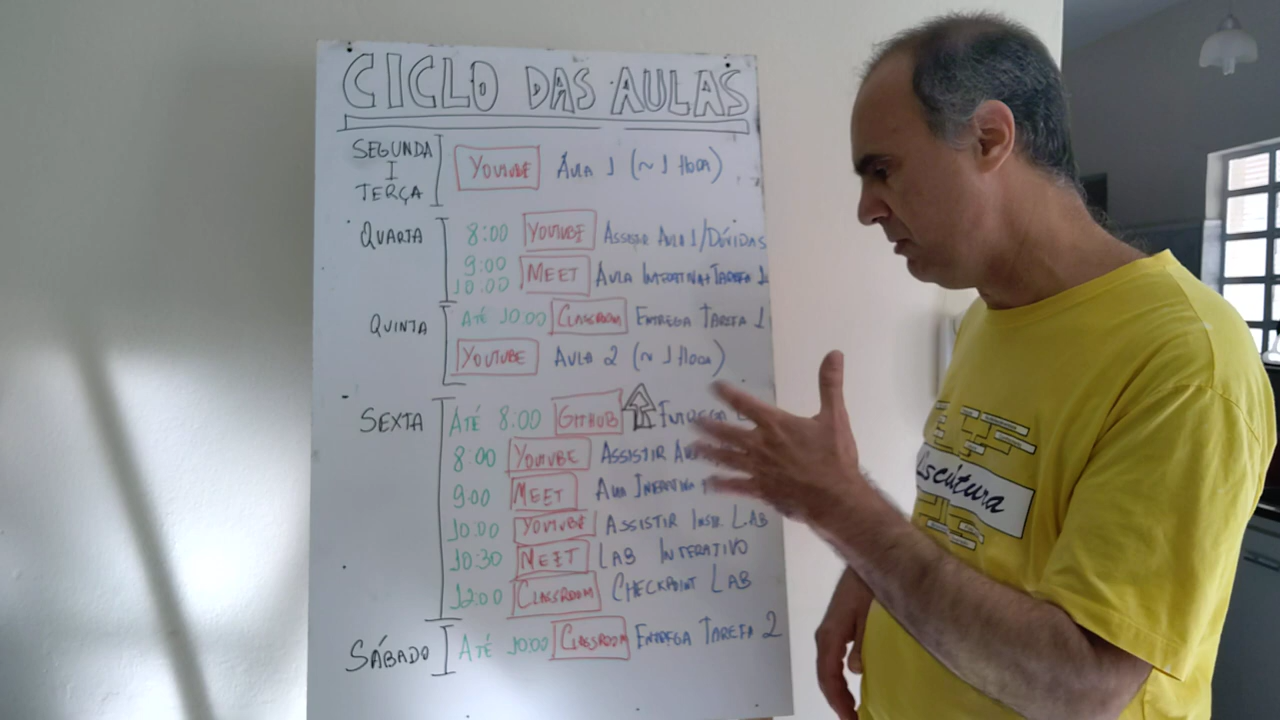 CICLO DAS AULAS
SEGUNDA
I
TERÇA
YOUTUBE AULA 1 (~ 1 HORA)
QUARTA
8:00 YOUTUBE ASSISTIR AULA 1/DÚVIDAS
9:00
10:00 MEET AULA INTERATIVA + TAREFA 1
QUINTA
ATÉ 10:00 CLASSROOM ENTREGA TAREFA 1
YOUTUBE AULA 2 (~ 1 HORA)
SEXTA
ATÉ 8:00 GITHUB ENTREGA
8:00 YOUTUBE ASSISTIR
9:00 MEET AULA INTERATIVA
10:00 YOUTUBE ASSISTIR INSTR. LAB
10:30 MEET LAB INTERATIVO
12:00 CLASSROOM CHECKPOINT LAB
SÁBADO
ATÉ 10:00 CLASSROOM ENTREGA TAREFA 2
Escritura